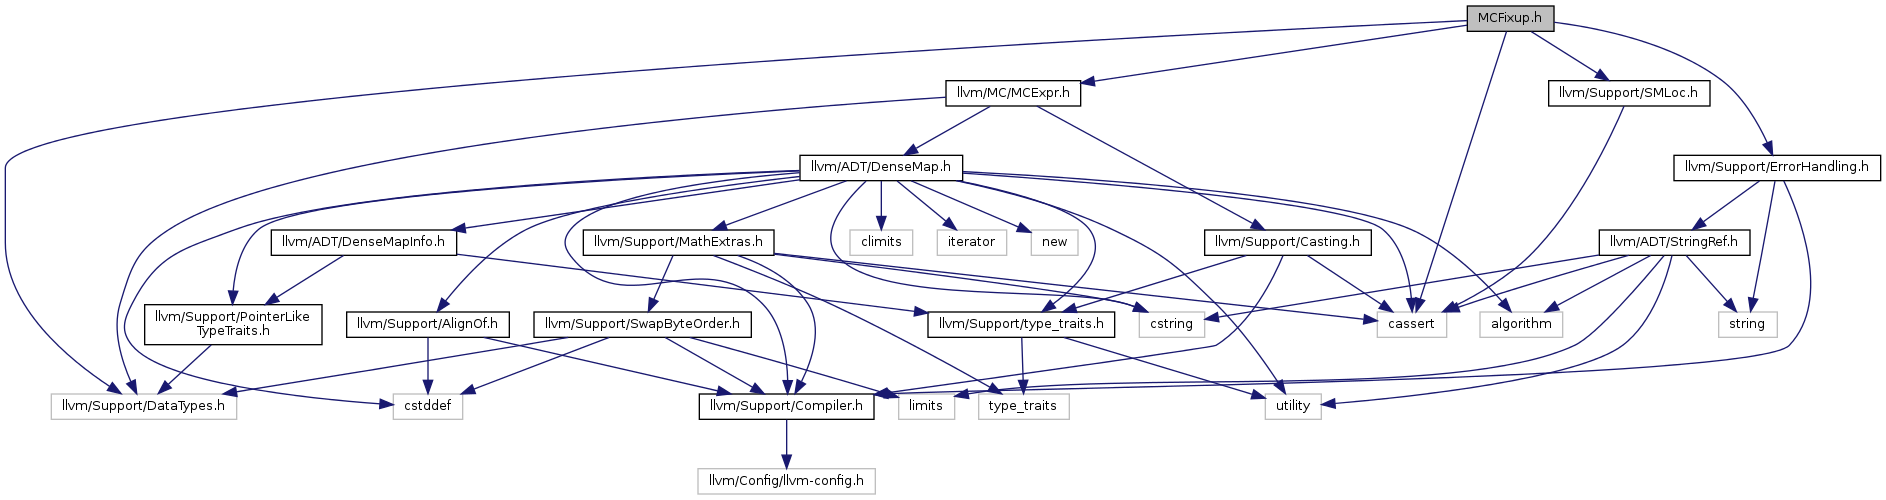 MCFixup.h
llvm/MC/MCExpr.h
llvm/Support/SMLoc.h
llvm/ADT/DenseMap.h
llvm/Support/ErrorHandling.h
llvm/ADT/DenseMapInfo.h
llvm/Support/MathExtras.h
climits
iterator
new
llvm/Support/Casting.h
llvm/ADT/StringRef.h
llvm/Support/PointerLike
TypeTraits.h
llvm/Support/AlignOf.h
llvm/Support/SwapByteOrder.h
llvm/Support/type_traits.h
cstring
cassert
algorithm
string
llvm/Support/DataTypes.h
cstddef
llvm/Support/Compiler.h
limits
type_traits
utility
llvm/Config/llvm-config.h